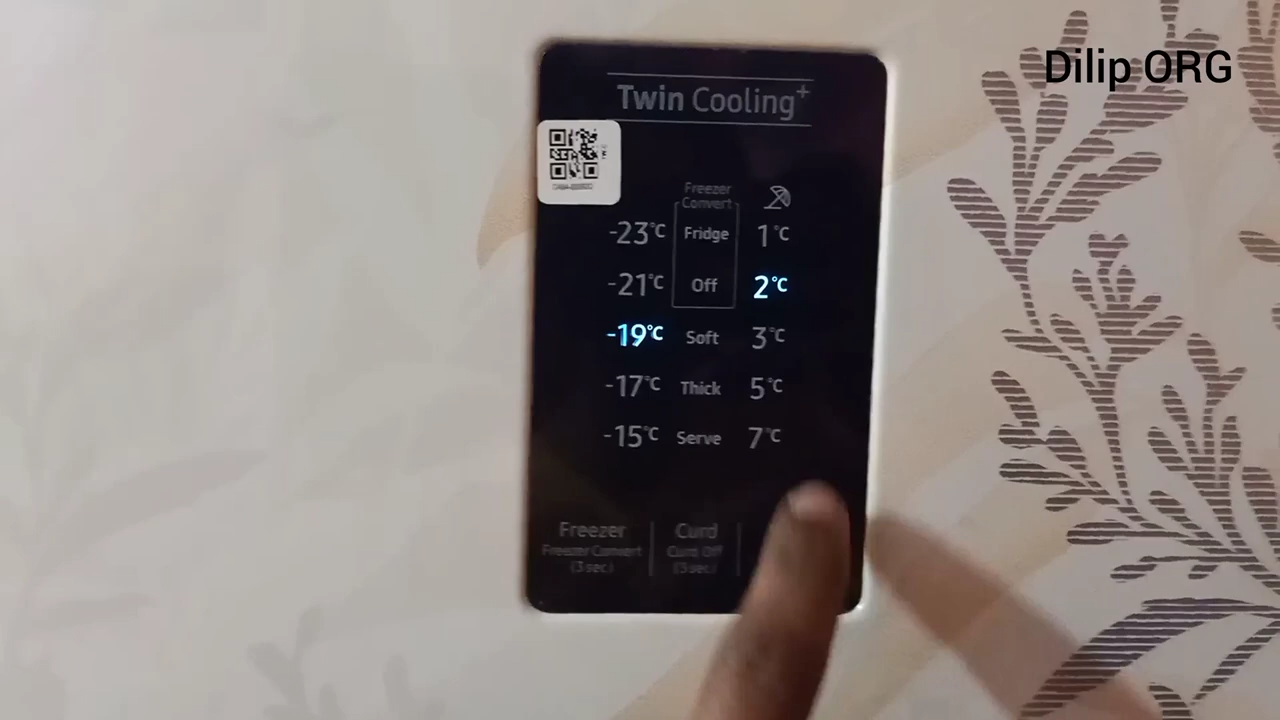 Dilip ORG
Twin Cooling+
Freezer
Convert
-23°C Fridge 1°C
-21°C Off 2°C
-19°C Soft 3°C
-17°C Thick 5°C
-15°C Serve 7°C
Freezer Curd
Freezer Convert Curd Off
(3 sec) (3 sec)